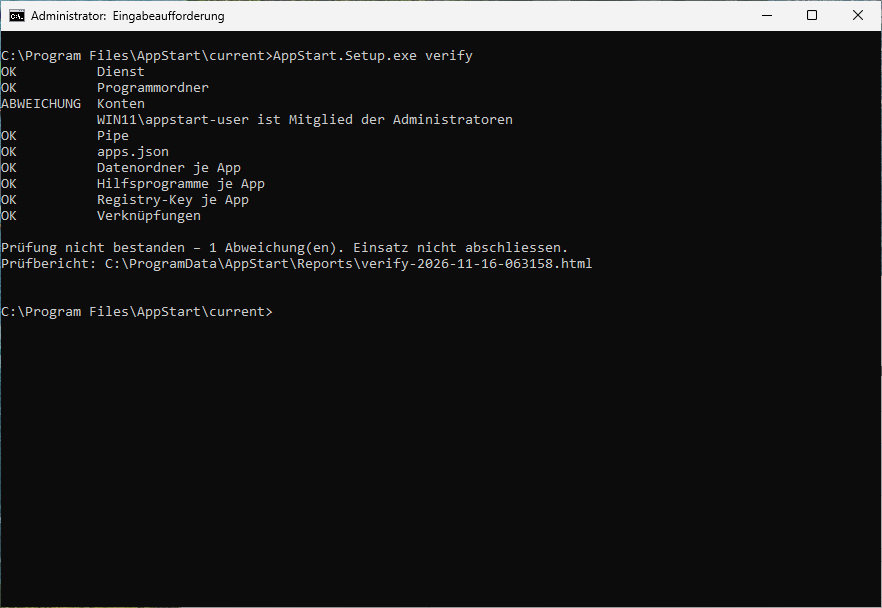 Administrator: Eingabeaufforderung
C:\Program Files\AppStart\current>AppStart.Setup.exe verify
OK Dienst
OK Programmordner
ABWEICHUNG Konten
WIN11\appstart-user ist Mitglied der Administratoren
OK Pipe
OK apps.json
OK Datenordner je App
OK Hilfsprogramme je App
OK Registry-Key je App
OK Verknüpfungen
Prüfung nicht bestanden – 1 Abweichung(en). Einsatz nicht abschliessen.
Prüfbericht: C:\ProgramData\AppStart\Reports\verify-2026-11-16-063158.html
C:\Program Files\AppStart\current>